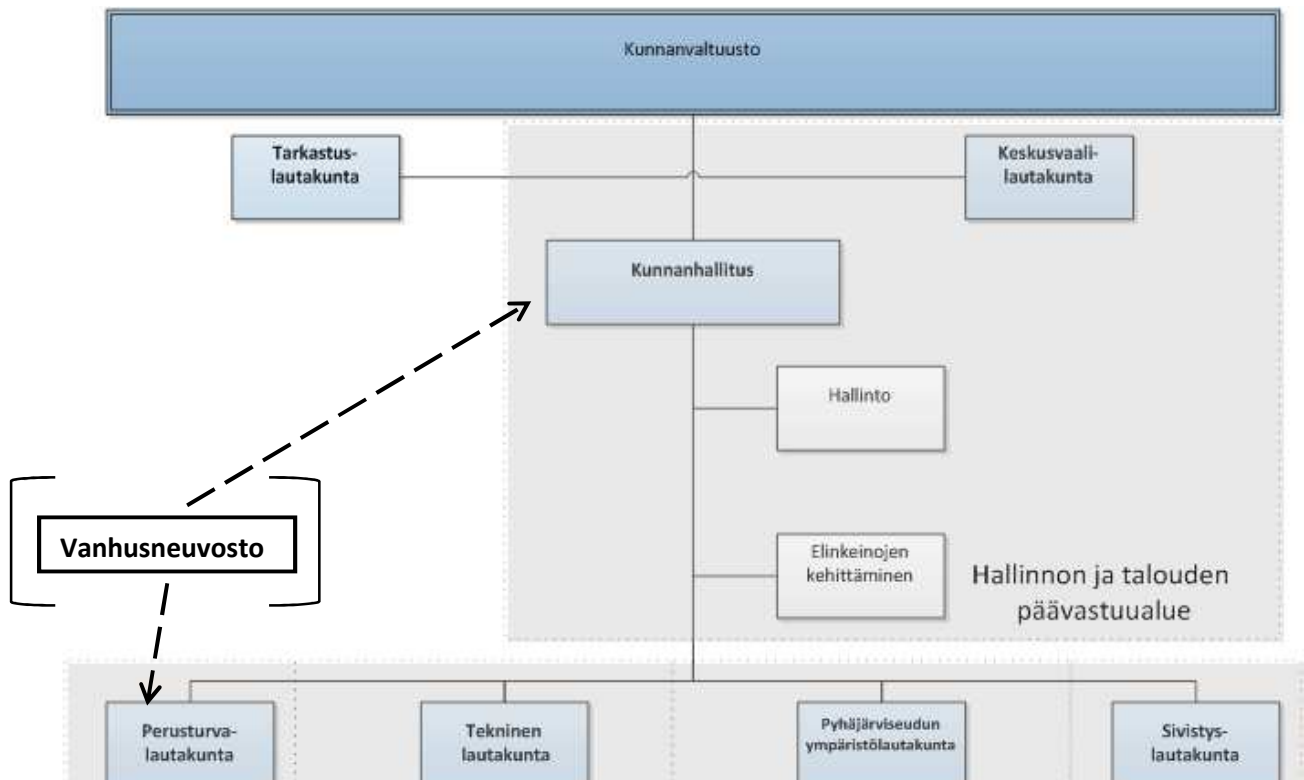 Kunnanvaltuusto
Tarkastus-
lautakunta
Keskusvaali-
lautakunta
Kunnanhallitus
Hallinto
Vanhusneuvosto
Elinkeinojen
kehittäminen
Hallinnon ja talouden
päävastuualue
Perusturva-
lautakunta
Tekninen
lautakunta
Pyhäjärviseudun
ympäristölautakunta
Sivistys-
lautakunta